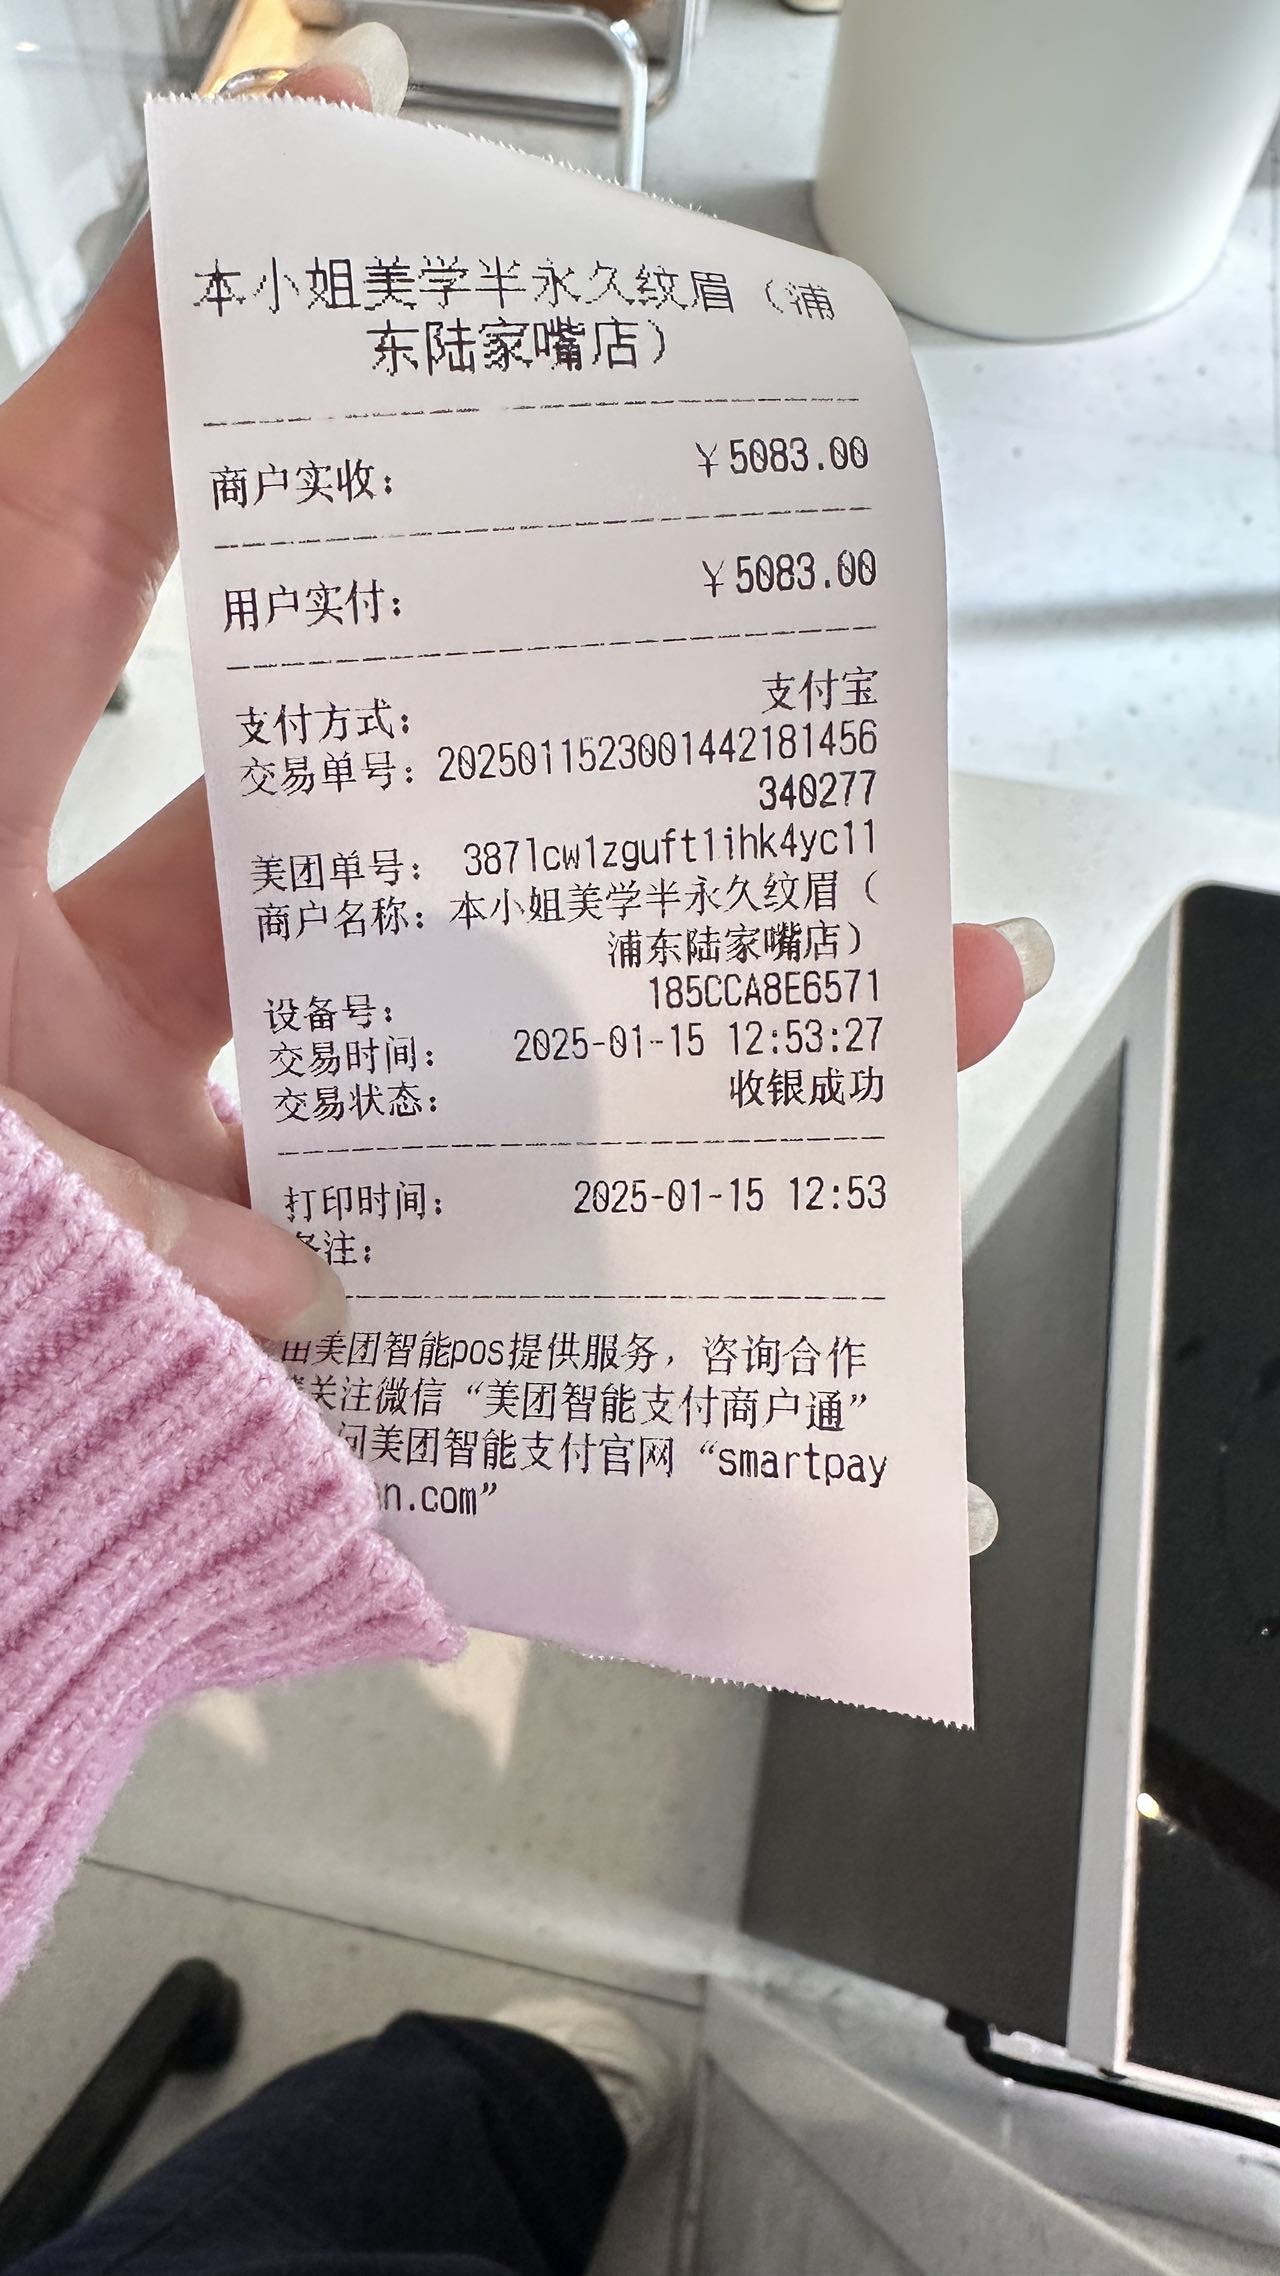 本小姐美学半永久纹眉（浦
东陆家嘴店）
商户实收： ￥5083.00
用户实付： ￥5083.00
支付方式： 支付宝
交易单号： 2025011523001442181456
340277
美团单号： 387lcw1zguft1ihk4yc11
商户名称： 本小姐美学半永久纹眉（
浦东陆家嘴店）
设备号： 185CCA8E6571
交易时间： 2025-01-15 12:53:27
交易状态： 收银成功
打印时间： 2025-01-15 12:53
备注：
由美团智能pos提供服务，咨询合作
关注微信“美团智能支付商户通”
问美团智能支付官网“smartpay
n.com”